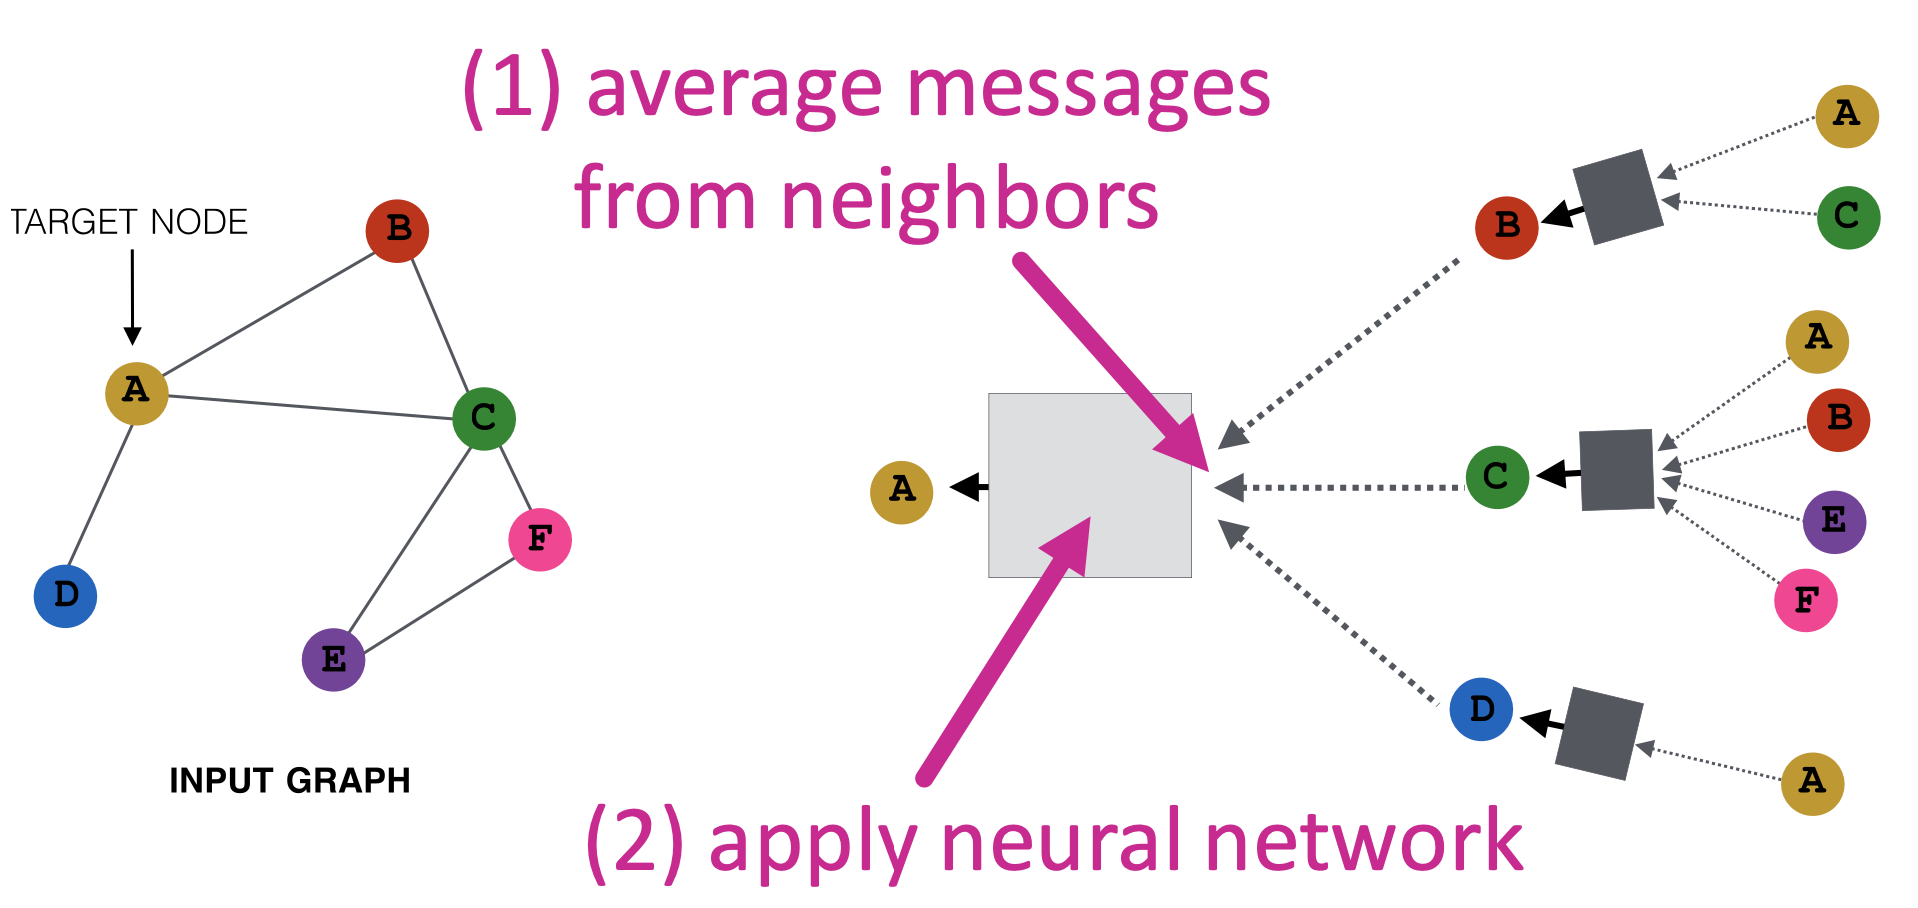 (1) average messages
from neighbors
TARGET NODE
B
A
C
F
D
E
INPUT GRAPH
A
B
C
D
A
C
A
B
E
F
A
(2) apply neural network